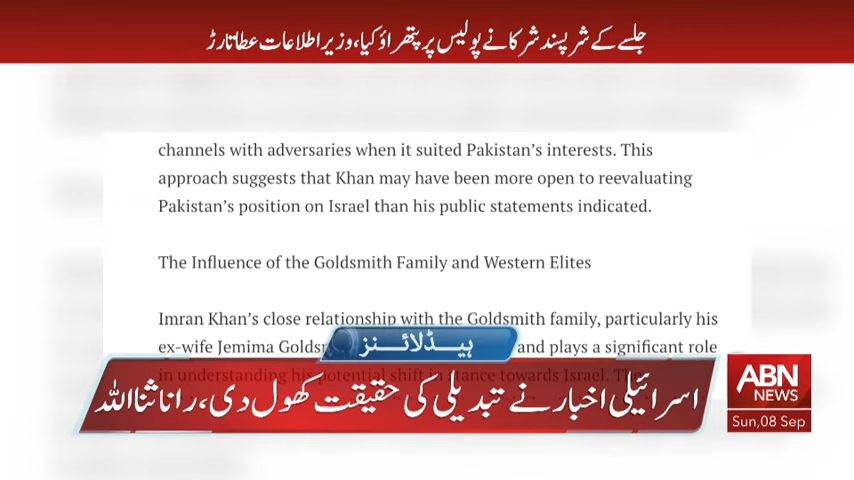 جلسے کے شرپسند شرکا نے پولیس پر پتھراؤ کیا، وزیر اطلاعات عطا تارڑ
channels with adversaries when it suited Pakistan's interests. This
approach suggests that Khan may have been more open to reevaluating
Pakistan's position on Israel than his public statements indicated.
The Influence of the Goldsmith Family and Western Elites
Imran Khan's close relationship with the Goldsmith family, particularly his
ex-wife Jemima and plays a significant role
in understanding his potential shift in stance towards Israel. The
ہیڈلائنز
اسرائیلی اخبار نے تبدیلی کی حقیقت کھول دی، رانا ثنااللہ
ABN
NEWS
Sun,08 Sep